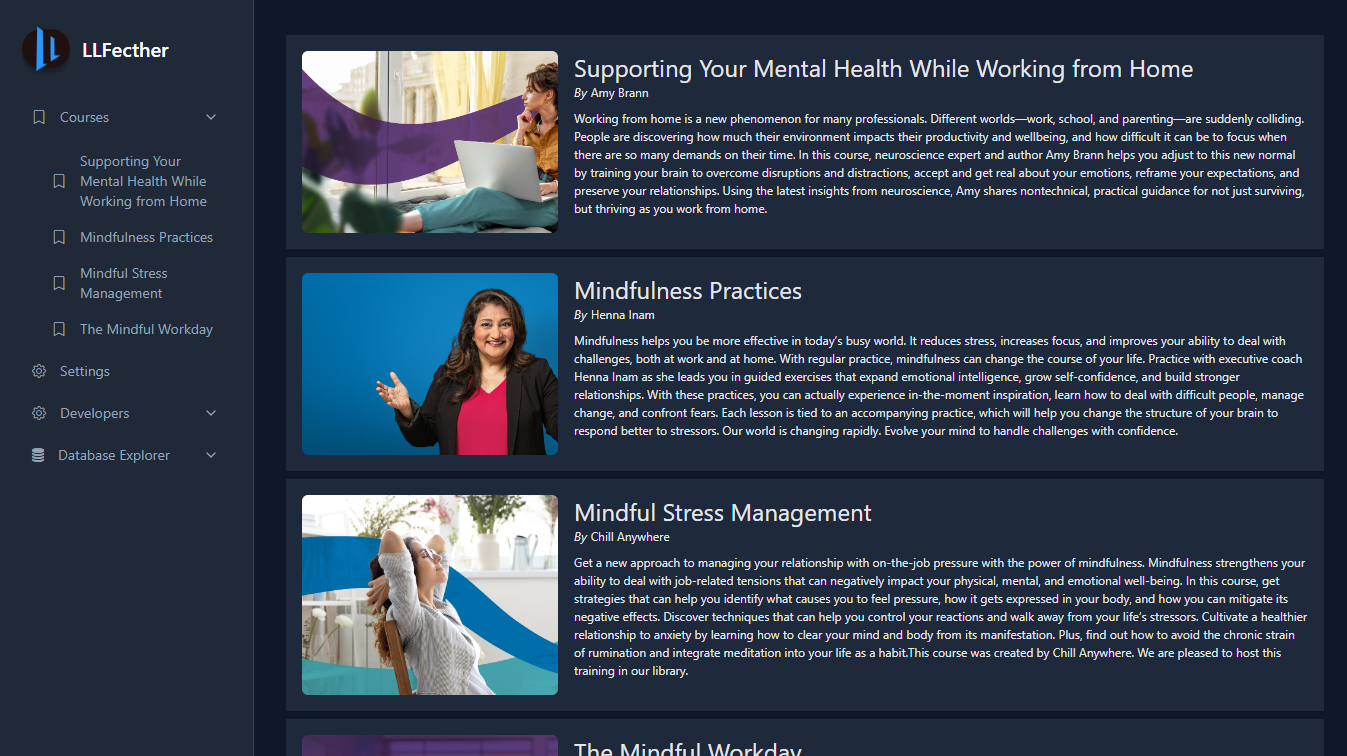 LLFecther
Courses
Supporting Your
Mental Health While
Working from Home
Mindfulness Practices
Mindful Stress
Management
The Mindful Workday
Settings
Developers
Database Explorer
Supporting Your Mental Health While Working from Home
By Amy Brann
Working from home is a new phenomenon for many professionals. Different worlds—work, school, and parenting—are suddenly colliding.
People are discovering how much their environment impacts their productivity and wellbeing, and how difficult it can be to focus when
there are so many demands on their time. In this course, neuroscience expert and author Amy Brann helps you adjust to this new normal
by training your brain to overcome disruptions and distractions, accept and get real about your emotions, reframe your expectations, and
preserve your relationships. Using the latest insights from neuroscience, Amy shares nontechnical, practical guidance for not just surviving,
but thriving as you work from home.
Mindfulness Practices
By Henna Inam
Mindfulness helps you be more effective in today's busy world. It reduces stress, increases focus, and improves your ability to deal with
challenges, both at work and at home. With regular practice, mindfulness can change the course of your life. Practice with executive coach
Henna Inam as she leads you in guided exercises that expand emotional intelligence, grow self-confidence, and build stronger
relationships. With these practices, you can actually experience in-the-moment inspiration, learn how to deal with difficult people, manage
change, and confront fears. Each lesson is tied to an accompanying practice, which will help you change the structure of your brain to
respond better to stressors. Our world is changing rapidly. Evolve your mind to handle challenges with confidence.
Mindful Stress Management
By Chill Anywhere
Get a new approach to managing your relationship with on-the-job pressure with the power of mindfulness. Mindfulness strengthens your
ability to deal with job-related tensions that can negatively impact your physical, mental, and emotional well-being. In this course, get
strategies that can help you identify what causes you to feel pressure, how it gets expressed in your body, and how you can mitigate its
negative effects. Discover techniques that can help you control your reactions and walk away from your life's stressors. Cultivate a healthier
relationship to anxiety by learning how to clear your mind and body from its manifestation. Plus, find out how to avoid the chronic strain
of rumination and integrate meditation into your life as a habit.This course was created by Chill Anywhere. We are pleased to host this
training in our library.
The Mindful Workday